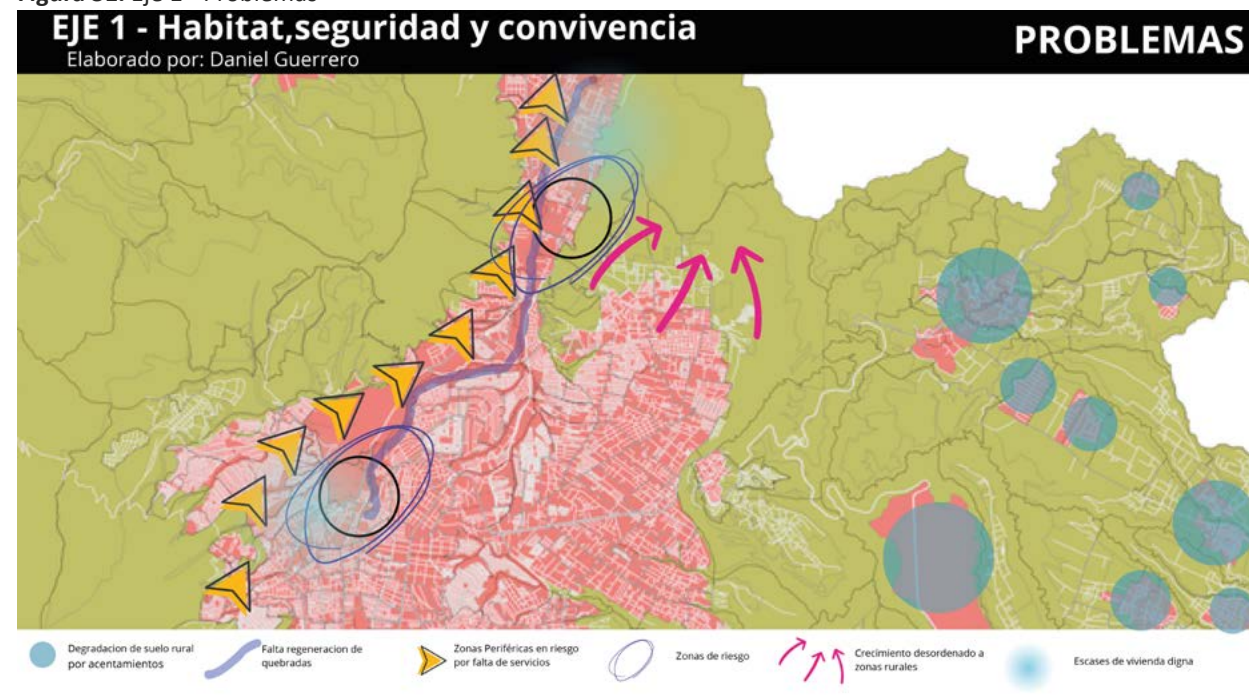 EJE 1 - Habitat,seguridad y convivencia
Elaborado por: Daniel Guerrero
PROBLEMAS
Degradacion de suelo rural
por acentamientos
Falta regeneracion de
quebradas
Zonas Periféricas en riesgo
por falta de servicios
Zonas de riesgo
Crecimiento desordenado a
zonas rurales
Escases de vivienda digna